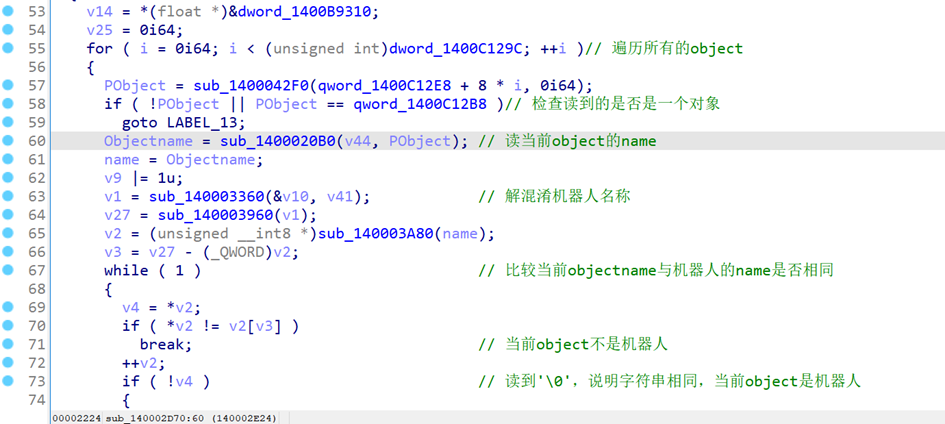 53 v14 = *(float *)&dword_1400B9310;
54 v25 = 0i64;
55 for ( i = 0i64; i < (unsigned int)dword_1400C129C; ++i )// 遍历所有的object
56 {
57 PObject = sub_1400042F0(qword_1400C12E8 + 8 * i, 0i64);
58 if ( !PObject || PObject == qword_1400C12B8 )// 检查读到的是否是一个对象
59 goto LABEL_13;
60 Objectname = sub_1400020B0(v44, PObject); // 读当前object的name
61 name = Objectname;
62 v9 |= 1u;
63 v1 = sub_140003360(&v10, v41); // 解混淆机器人名称
64 v27 = sub_140003960(v1);
65 v2 = (unsigned __int8 *)sub_140003A80(name);
66 v3 = v27 - (_QWORD)v2;
67 while ( 1 ) // 比较当前objectname与机器人的name是否相同
68 {
69 v4 = *v2;
70 if ( *v2 != v2[v3] )
71 break; // 当前object不是机器人
72 ++v2;
73 if ( !v4 ) // 读到'\0'，说明字符串相同，当前object是机器人
74 {
00002224 sub_140002D70:60 (140002E24)